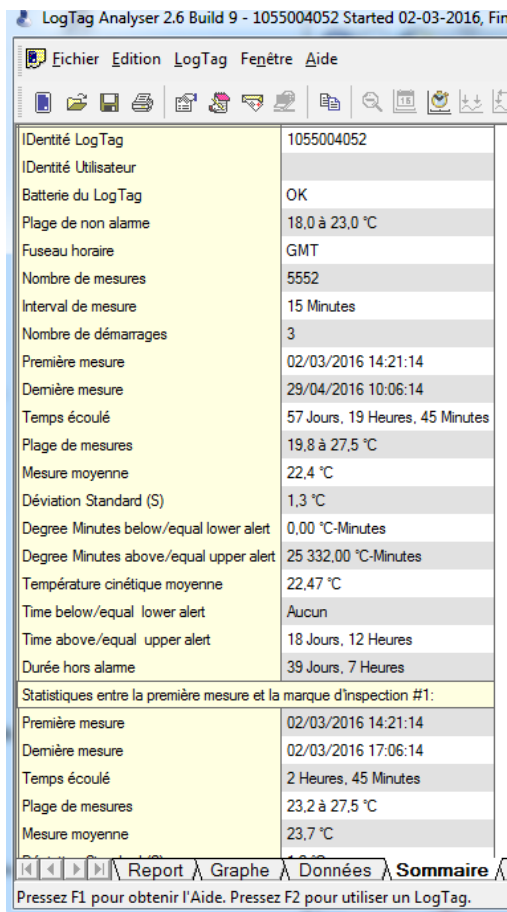 LogTag Analyser 2.6 Build 9 - 1055004052 Started 02-03-2016, Fin
Fichier Edition LogTag Fenêtre Aide
IDentité LogTag 1055004052
IDentité Utilisateur
Batterie du LogTag OK
Plage de non alarme 18,0 à 23,0 °C
Fuseau horaire GMT
Nombre de mesures 5552
Interval de mesure 15 Minutes
Nombre de démarrages 3
Première mesure 02/03/2016 14:21:14
Dernière mesure 29/04/2016 10:06:14
Temps écoulé 57 Jours, 19 Heures, 45 Minutes
Plage de mesures 19,8 à 27,5 °C
Mesure moyenne 22,4 °C
Déviation Standard (S) 1,3 °C
Degree Minutes below/equal lower alert 0,00 °C-Minutes
Degree Minutes above/equal upper alert 25 332,00 °C-Minutes
Température cinétique moyenne 22,47 °C
Time below/equal lower alert Aucun
Time above/equal upper alert 18 Jours, 12 Heures
Durée hors alarme 39 Jours, 7 Heures
Statistiques entre la première mesure et la marque d'inspection #1:
Première mesure 02/03/2016 14:21:14
Dernière mesure 02/03/2016 17:06:14
Temps écoulé 2 Heures, 45 Minutes
Plage de mesures 23,2 à 27,5 °C
Mesure moyenne 23,7 °C
Report Graphe Données Sommaire
Pressez F1 pour obtenir l'Aide. Pressez F2 pour utiliser un LogTag.